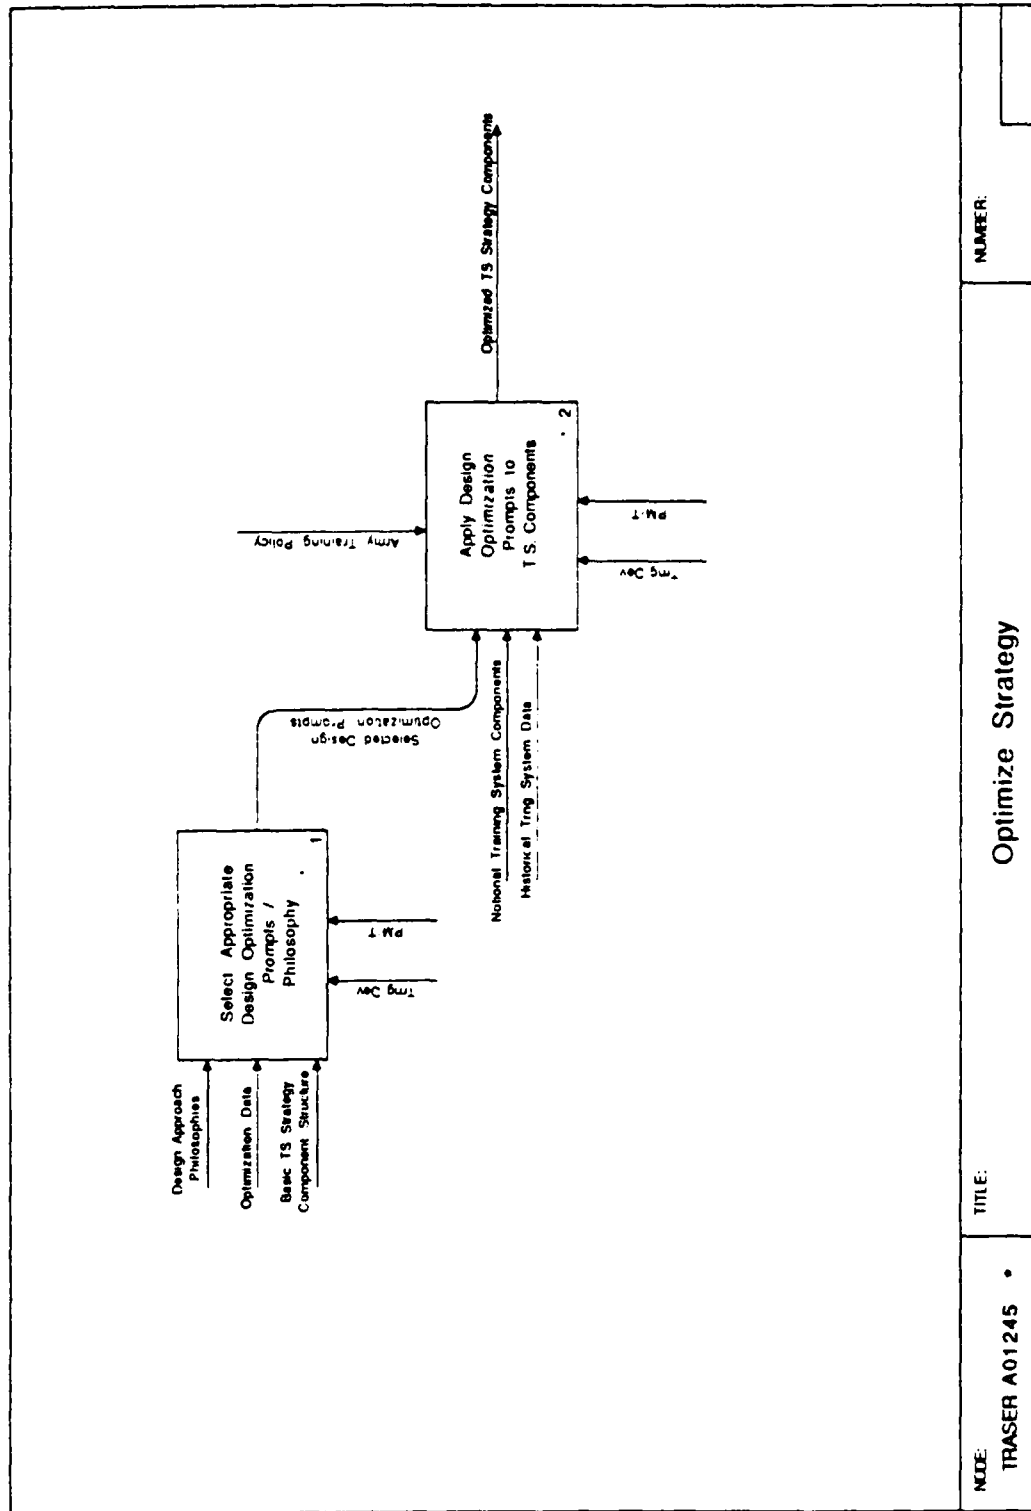 Design Approach
Philosophies
Optimization Data
Basic TS Strategy
Component Structure
Select Appropriate
Design Optimization
Prompts /
Philosophy
1
Trng Dev
PM-T
Selected Design
Optimization Prompts
Notional Training System Components
Historical Trng System Data
Army Training Policy
Apply Design
Optimization
Prompts to
T.S. Components
2
Trng Dev
PM-T
Optimized TS Strategy Components
NODE:
TRASER A01245 *
TITLE:
Optimize Strategy
NUMBER: